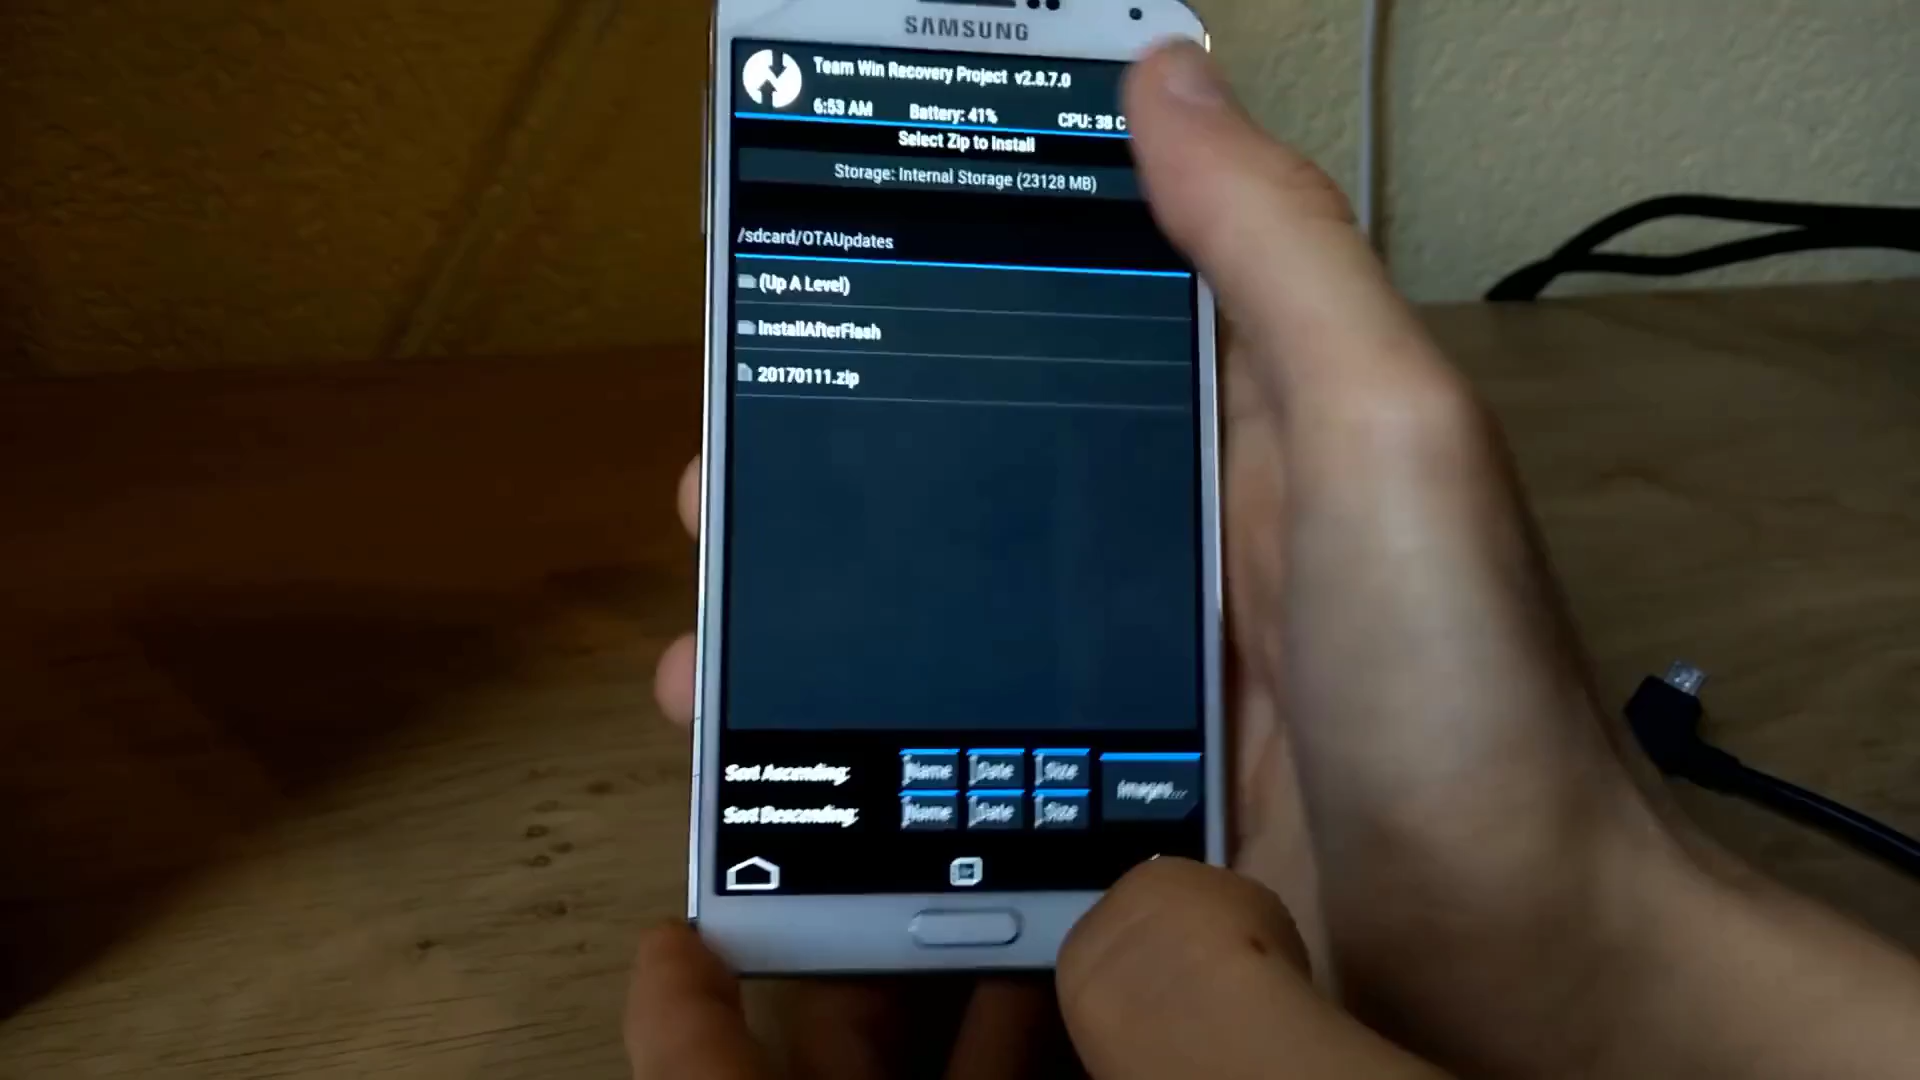 SAMSUNG
Team Win Recovery Project v2.8.7.0
6:53 AM Battery: 41% CPU: 38 C
Select Zip to Install
Storage: Internal Storage (23128 MB)
/sdcard/OTAUpdates
(Up A Level)
InstallAfterFlash
20170111.zip
Sort Ascending: Name Date Size
Images...
Sort Descending: Name Date Size